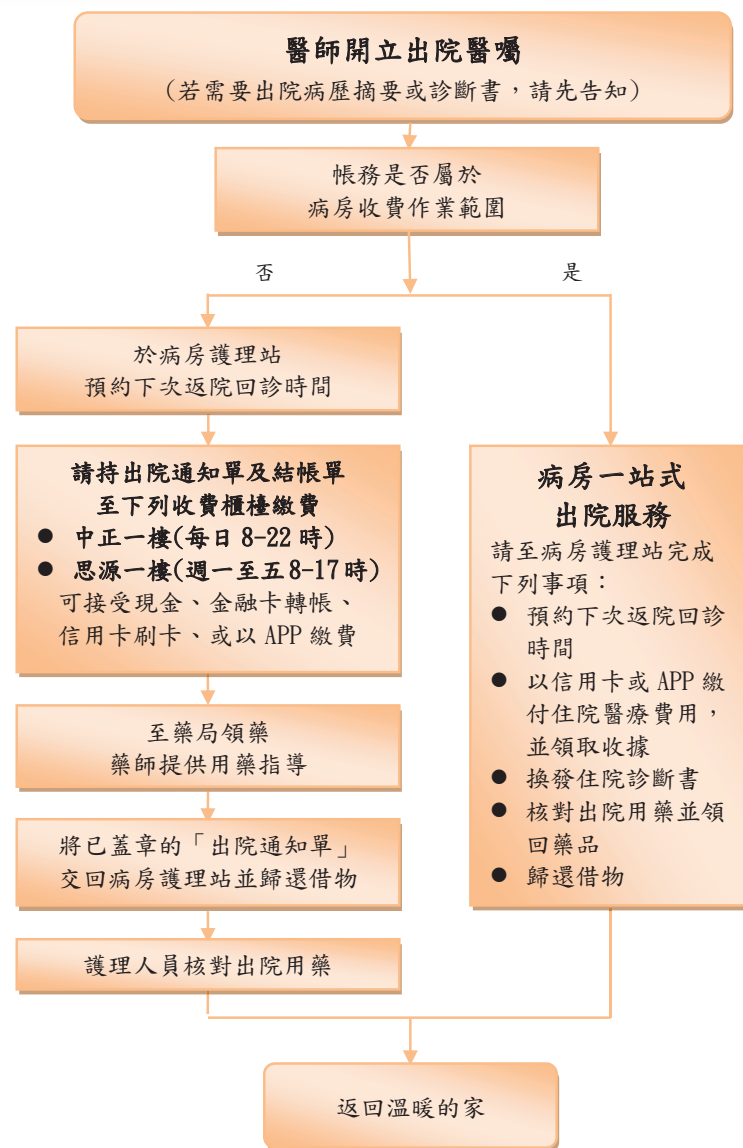 醫師開立出院醫囑
(若需要出院病歷摘要或診斷書，請先告知)
帳務是否屬於
病房收費作業範圍
否
是
於病房護理站
預約下次返院回診時間
請持出院通知單及結帳單
至下列收費櫃檯繳費
● 中正一樓(每日 8-22 時)
● 思源一樓(週一至五 8-17 時)
可接受現金、金融卡轉帳、
信用卡刷卡、或以 APP 繳費
至藥局領藥
藥師提供用藥指導
將已蓋章的「出院通知單」
交回病房護理站並歸還借物
護理人員核對出院用藥
病房一站式
出院服務
請至病房護理站完成
下列事項：
● 預約下次返院回診
時間
● 以信用卡或 APP 繳
付住院醫療費用，
並領取收據
● 換發住院診斷書
● 核對出院用藥並領
回藥品
● 歸還借物
返回溫暖的家